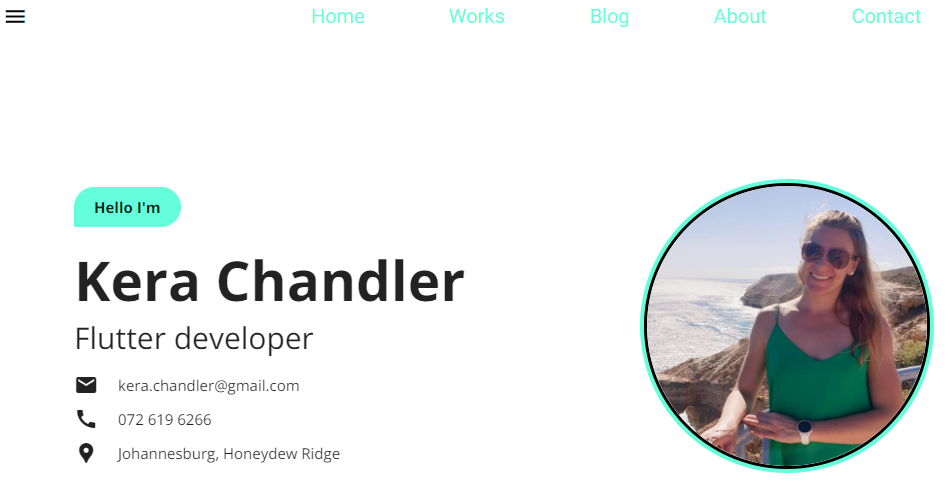 Home Works Blog About Contact
Hello I'm
Kera Chandler
Flutter developer
kera.chandler@gmail.com
072 619 6266
Johannesburg, Honeydew Ridge